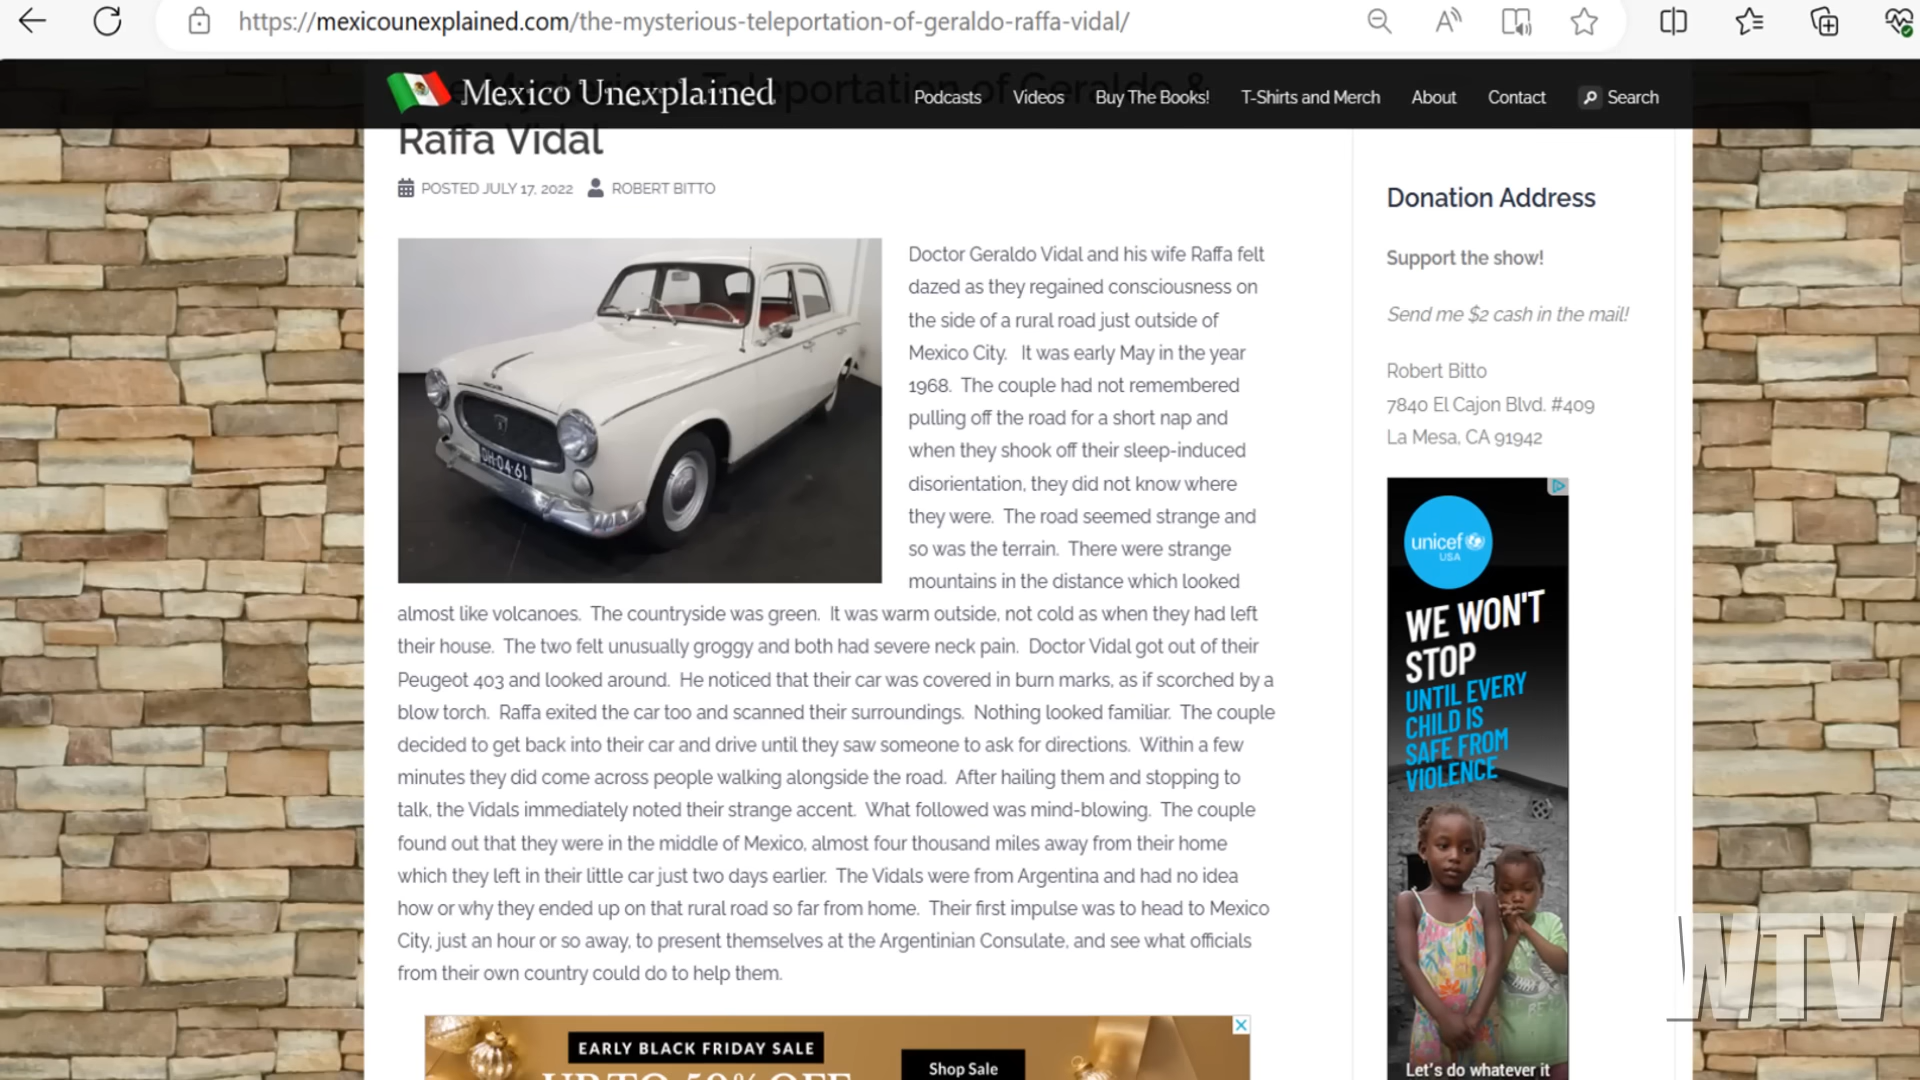 https://mexicounexplained.com/the-mysterious-teleportation-of-geraldo-raffa-vidal/
Mexico Unexplained
Podcasts
Videos
Buy The Books!
T-Shirts and Merch
About
Contact
Search
The Mysterious Teleportation of Geraldo &
Raffa Vidal
POSTED JULY 17, 2022
ROBERT BITTO
DH-04-61
Doctor Geraldo Vidal and his wife Raffa felt
dazed as they regained consciousness on
the side of a rural road just outside of
Mexico City. It was early May in the year
1968. The couple had not remembered
pulling off the road for a short nap and
when they shook off their sleep-induced
disorientation, they did not know where
they were. The road seemed strange and
so was the terrain. There were strange
mountains in the distance which looked
almost like volcanoes. The countryside was green. It was warm outside, not cold as when they had left
their house. The two felt unusually groggy and both had severe neck pain. Doctor Vidal got out of their
Peugeot 403 and looked around. He noticed that their car was covered in burn marks, as if scorched by a
blow torch. Raffa exited the car too and scanned their surroundings. Nothing looked familiar. The couple
decided to get back into their car and drive until they saw someone to ask for directions. Within a few
minutes they did come across people walking alongside the road. After hailing them and stopping to
talk, the Vidals immediately noted their strange accent. What followed was mind-blowing. The couple
found out that they were in the middle of Mexico, almost four thousand miles away from their home
which they left in their little car just two days earlier. The Vidals were from Argentina and had no idea
how or why they ended up on that rural road so far from home. Their first impulse was to head to Mexico
City, just an hour or so away, to present themselves at the Argentinian Consulate, and see what officials
from their own country could do to help them.
EARLY BLACK FRIDAY SALE
UP TO 50% OFF
Shop Sale
Donation Address
Support the show!
Send me $2 cash in the mail!
Robert Bitto
7840 El Cajon Blvd. #409
La Mesa, CA 91942
unicef
USA
WE WON'T
STOP
UNTIL EVERY
CHILD IS
SAFE FROM
VIOLENCE
Let's do whatever it
WTV